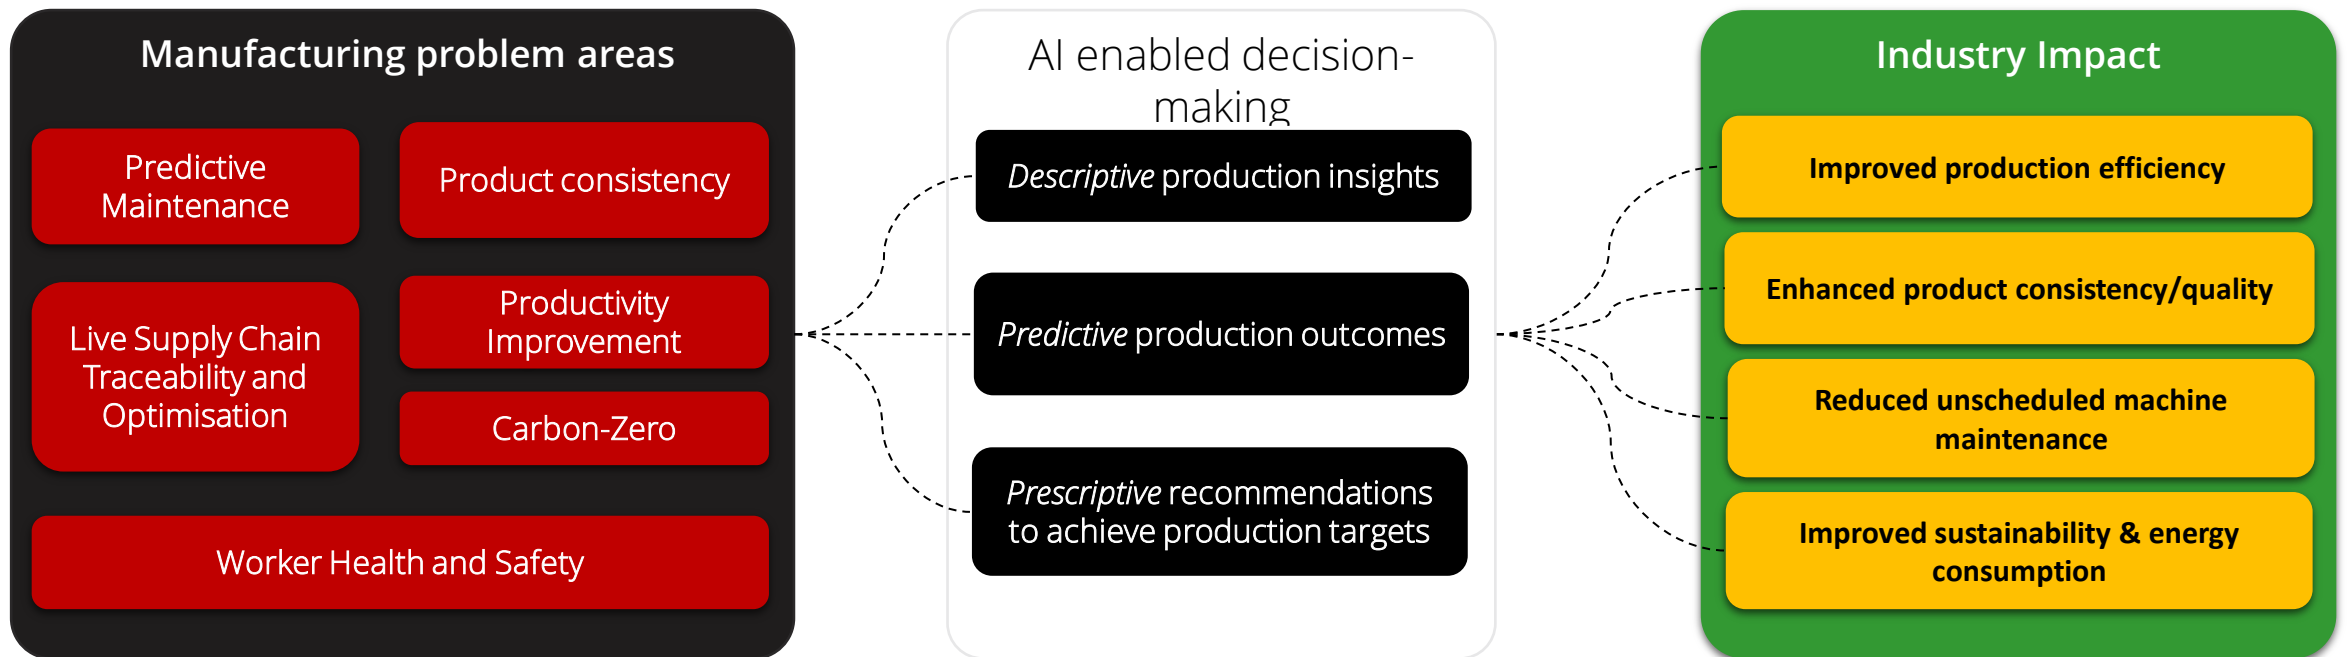 Manufacturing problem areas
Predictive
Maintenance
Product consistency
Live Supply Chain
Traceability and
Optimisation
Productivity
Improvement
Carbon-Zero
Worker Health and Safety
AI enabled decision-
making
Descriptive production insights
Predictive production outcomes
Prescriptive recommendations
to achieve production targets
Industry Impact
Improved production efficiency
Enhanced product consistency/quality
Reduced unscheduled machine
maintenance
Improved sustainability & energy
consumption